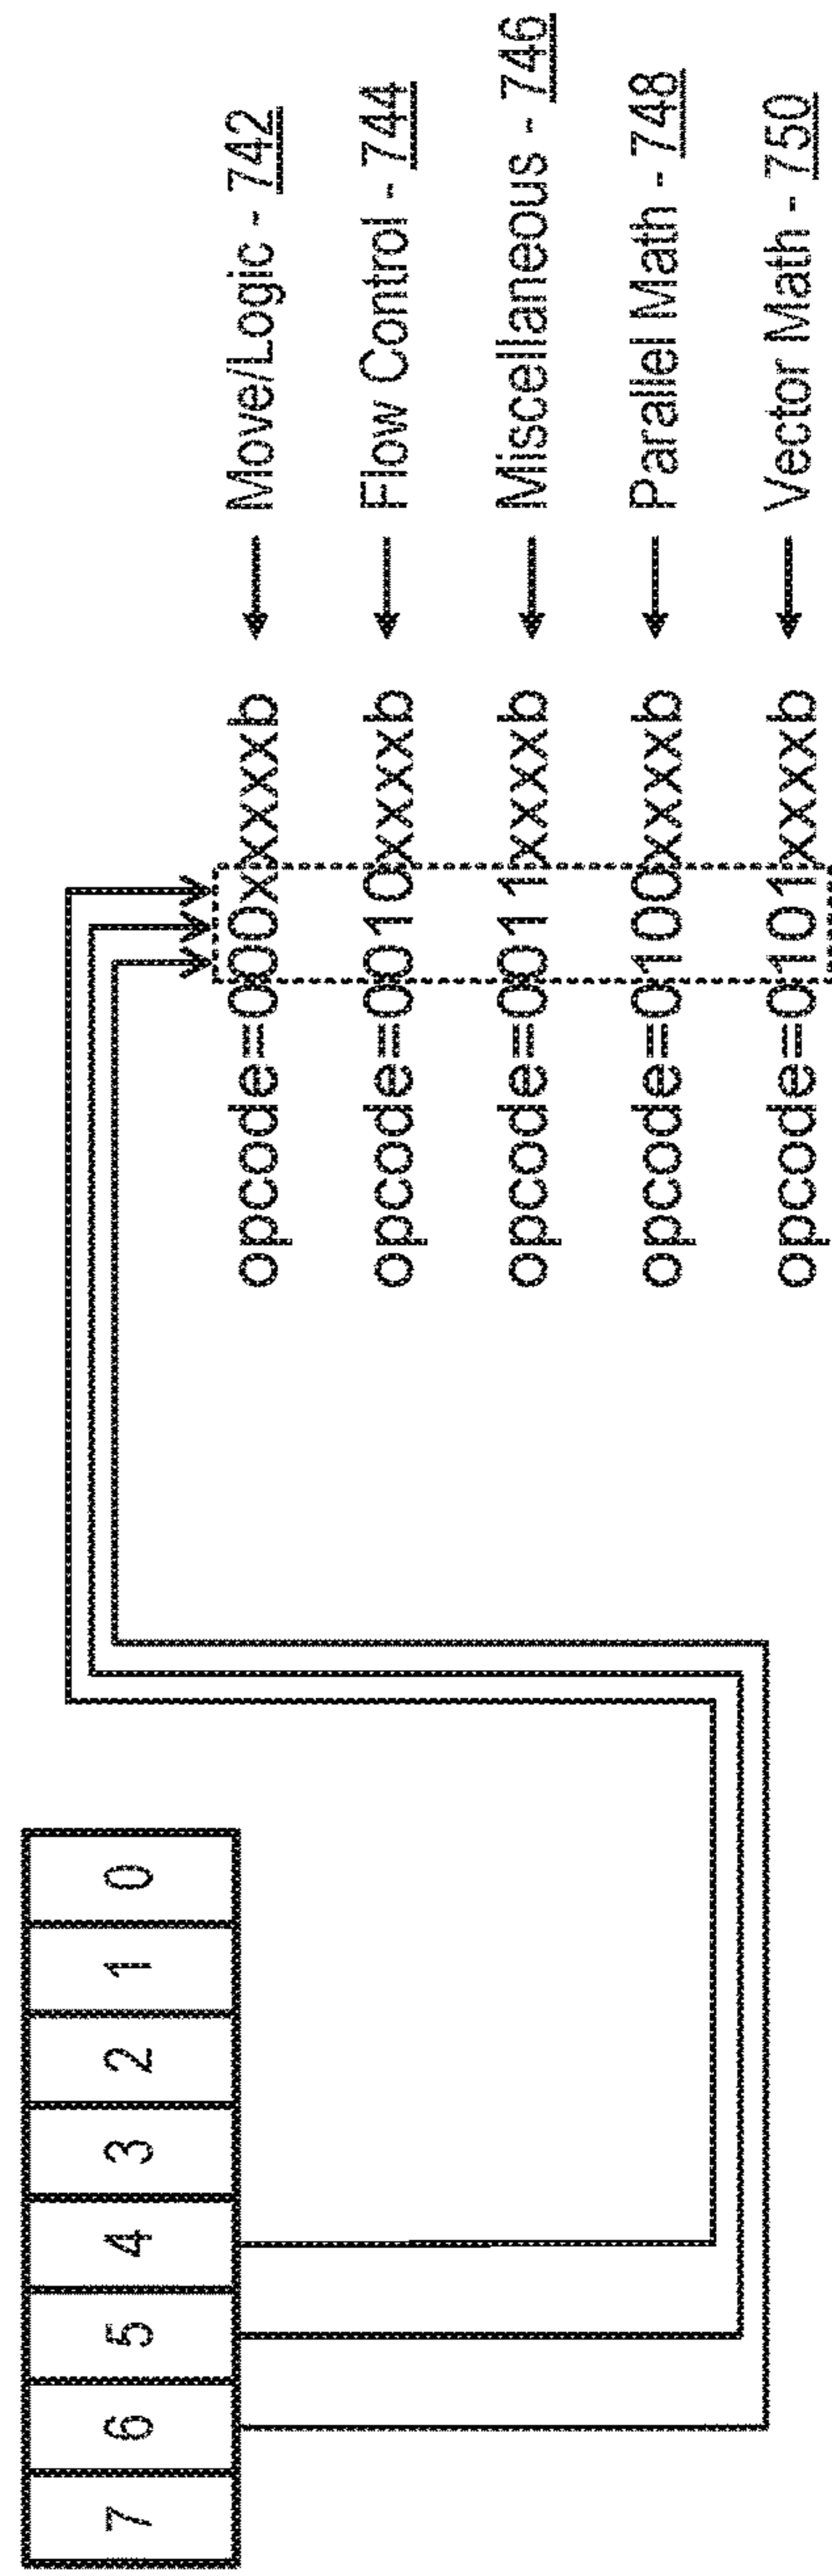 7 6 5 4 3 2 1 0
opcode=000xxxxxb ← Move/Logic - 742
opcode=0010xxxxb ← Flow Control - 744
opcode=0011xxxxb ← Miscellaneous - 746
opcode=0100xxxxb ← Parallel Math - 748
opcode=0101xxxxb ← Vector Math - 750